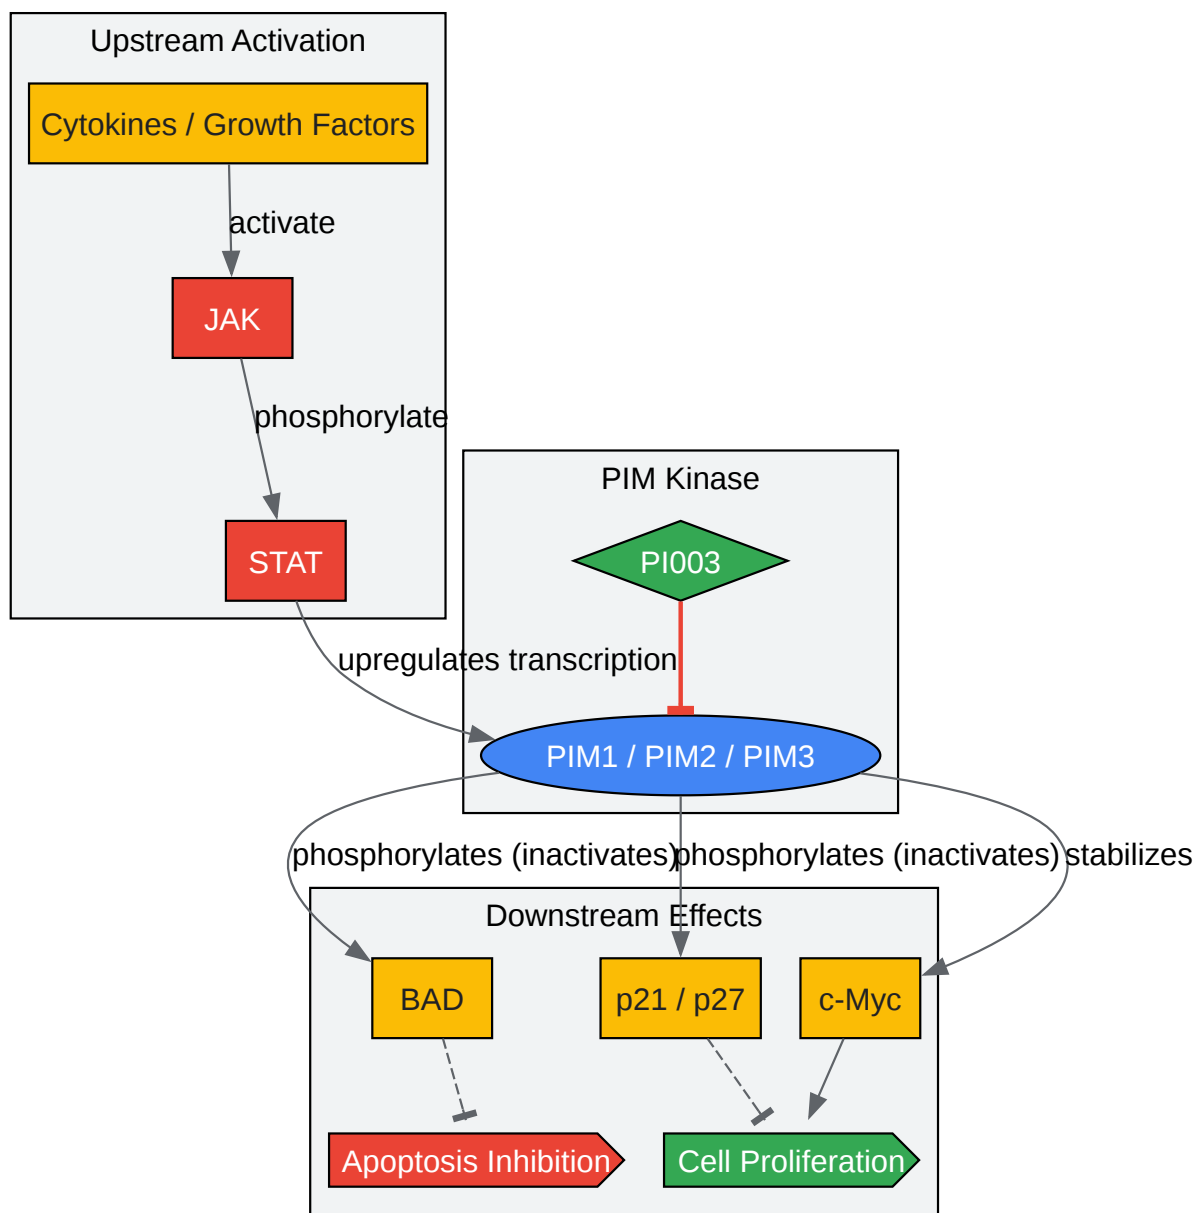 Upstream Activation
Cytokines / Growth Factors
activate
JAK
phosphorylate
STAT
PIM Kinase
PI003
upregulates transcription
PIM1 / PIM2 / PIM3
phosphorylates (inactivates)
phosphorylates (inactivates)
stabilizes
Downstream Effects
BAD
p21 / p27
c-Myc
Apoptosis Inhibition
Cell Proliferation